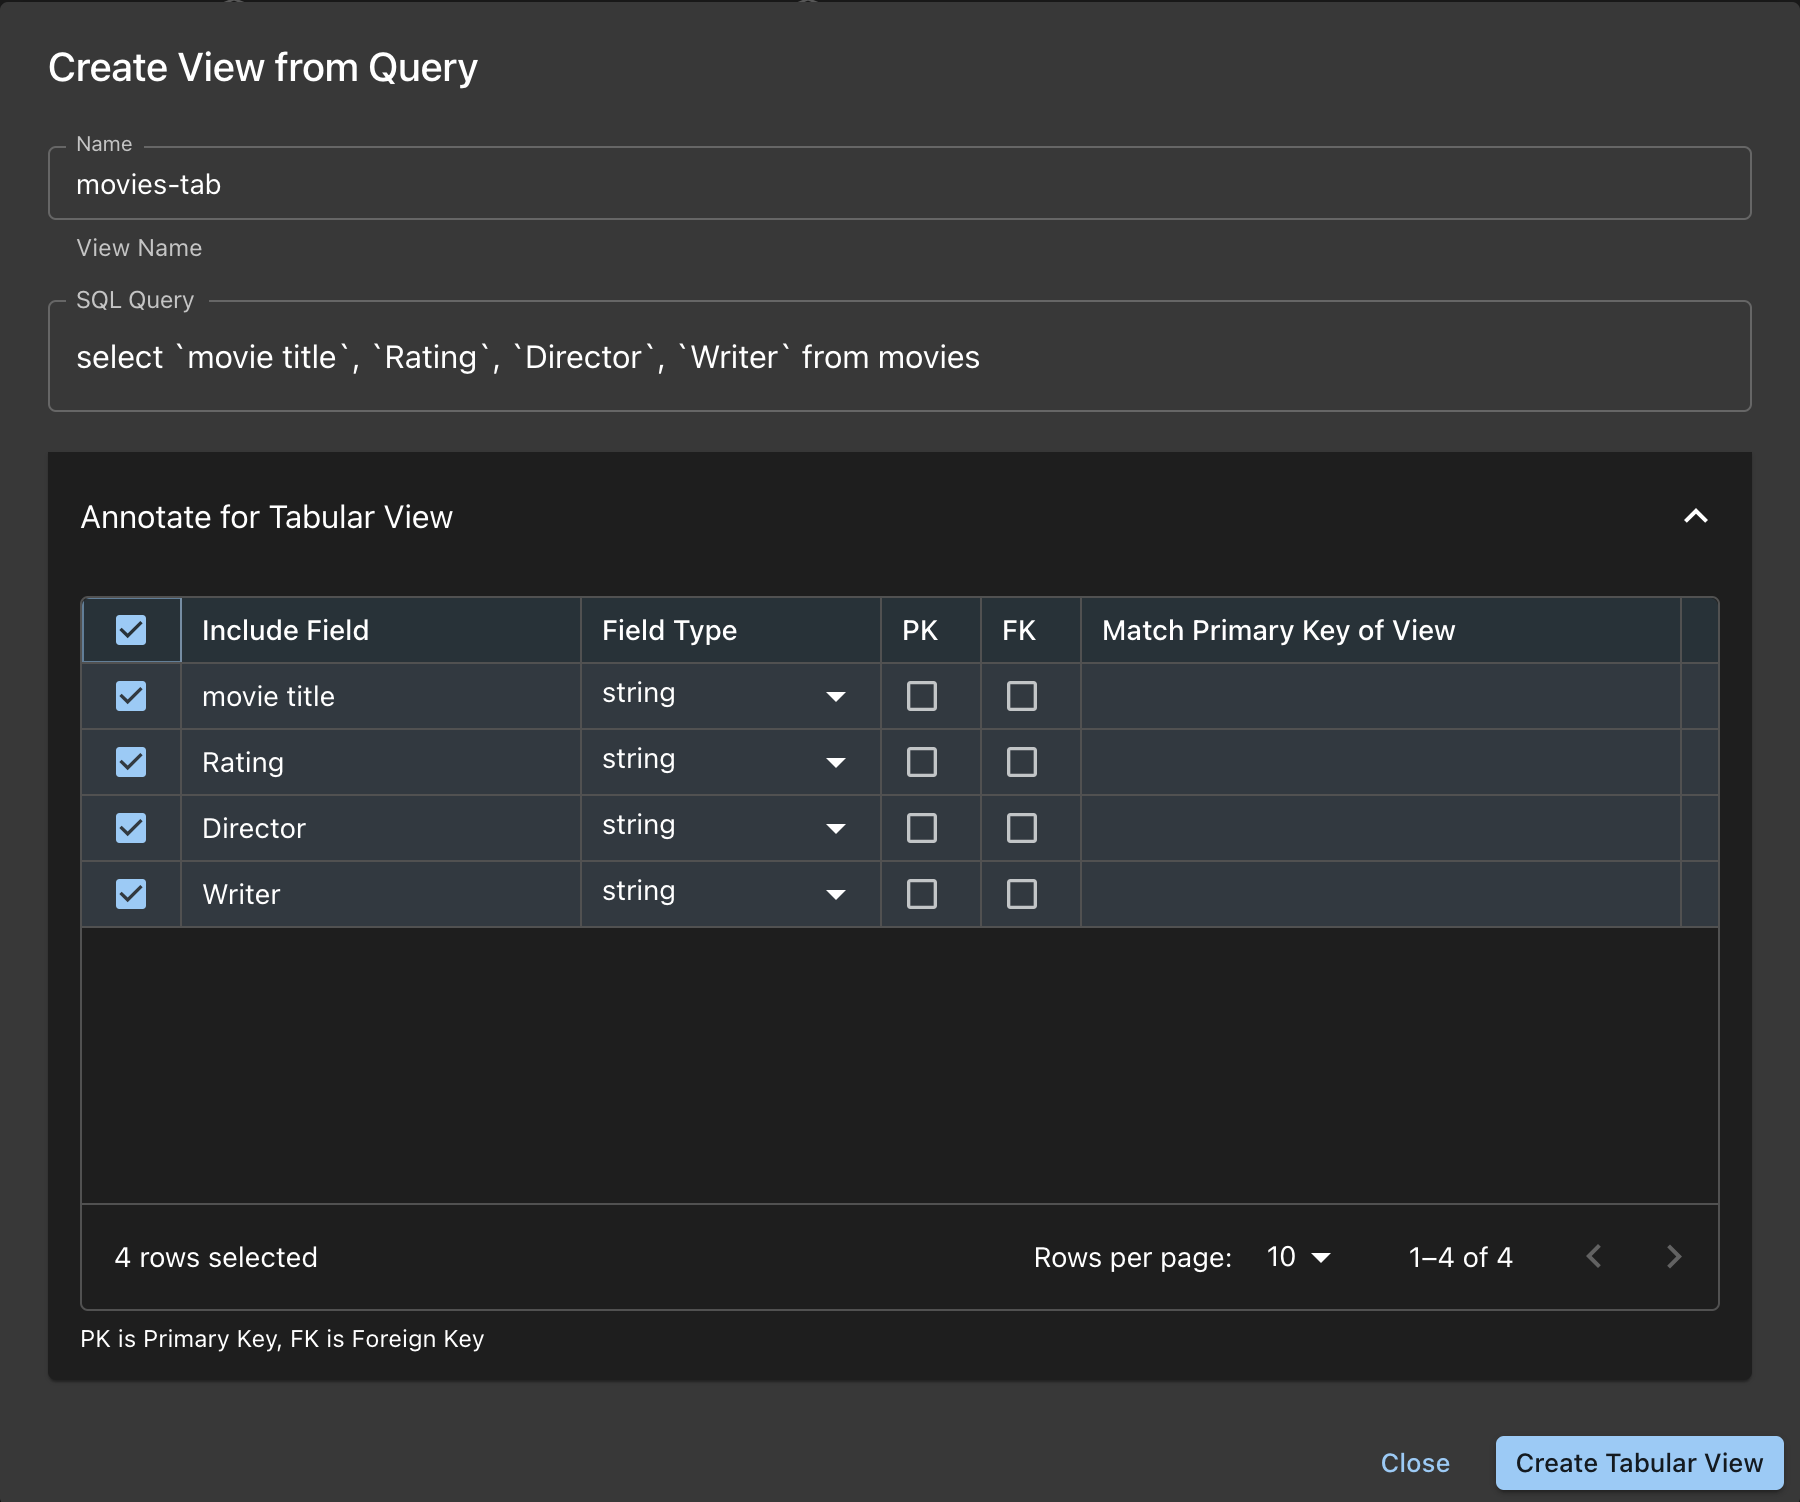 Create View from Query
Name
movies-tab
View Name
SQL Query
select `movie title`, `Rating`, `Director`, `Writer` from movies
Annotate for Tabular View
Include Field Field Type PK FK Match Primary Key of View
movie title string
Rating string
Director string
Writer string
4 rows selected Rows per page: 10 1–4 of 4
PK is Primary Key, FK is Foreign Key
Close Create Tabular View